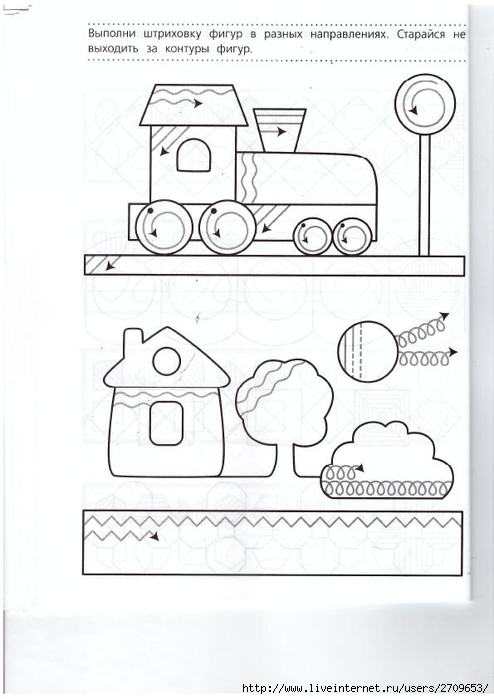 Выполни штриховку фигур в разных направлениях. Старайся не
выходить за контуры фигур.
http://www.liveinternet.ru/users/2709653/